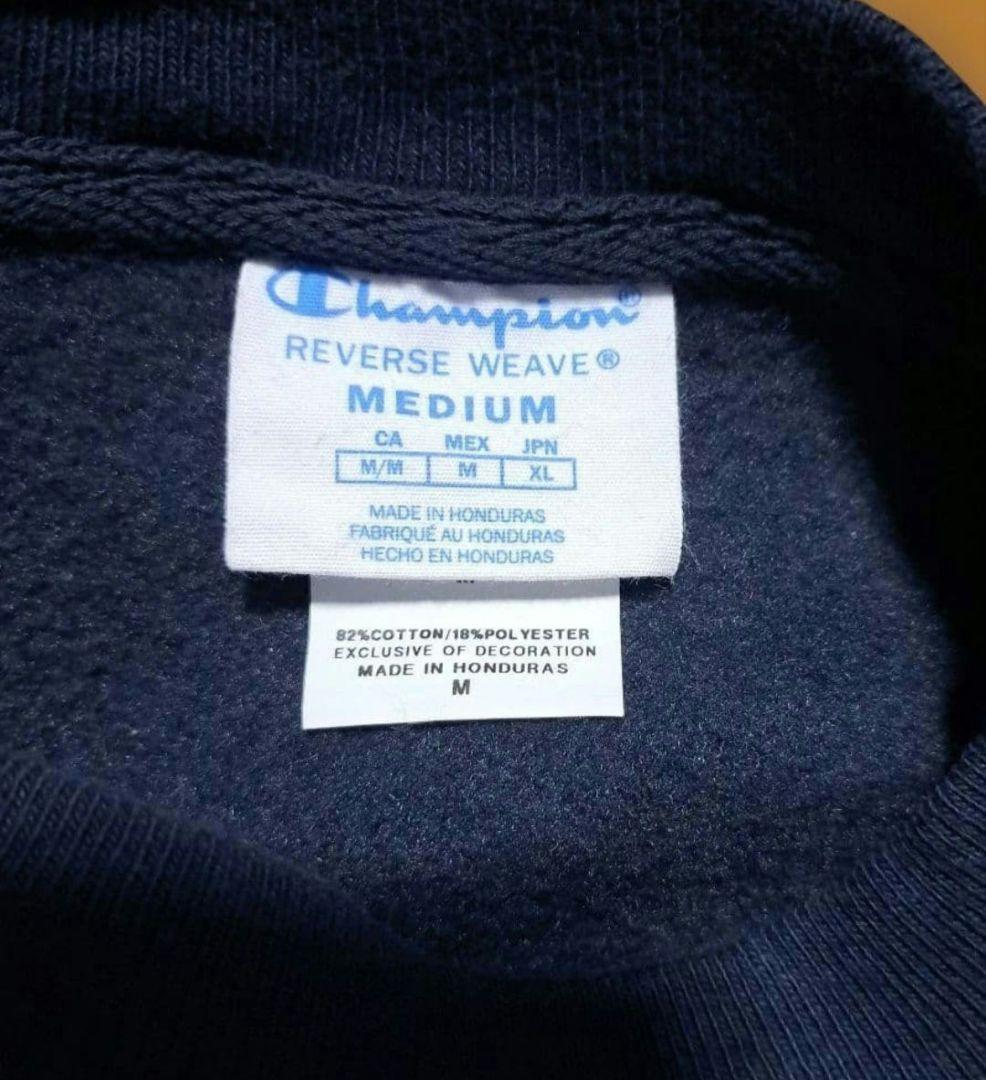 Champion®
REVERSE WEAVE®
MEDIUM
CA MEX JPN
M/M M XL
MADE IN HONDURAS
FABRIQUÉ AU HONDURAS
HECHO EN HONDURAS
82%COTTON/18%POLYESTER
EXCLUSIVE OF DECORATION
MADE IN HONDURAS
M